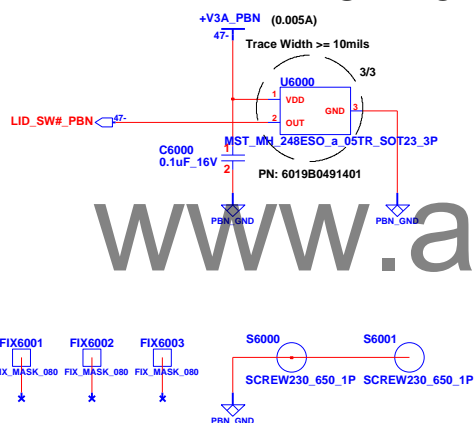 +V3A_PBN (0.005A)
47-
Trace Width >= 10mils
3/3
U6000
1 VDD
GND 3
LID_SW#_PBN 47-
2 OUT
MST_MH_248ESO_a_05TR_SOT23_3P
C6000 1
0.1uF_16V
2
PN: 6019B0491401
PBN_GND PBN_GND
www.a
FIX6001 FIX6002 FIX6003 S6000 S6001
FIX_MASK_080 FIX_MASK_080
SCREW230_650_1P SCREW230_650_1P
PBN_GND